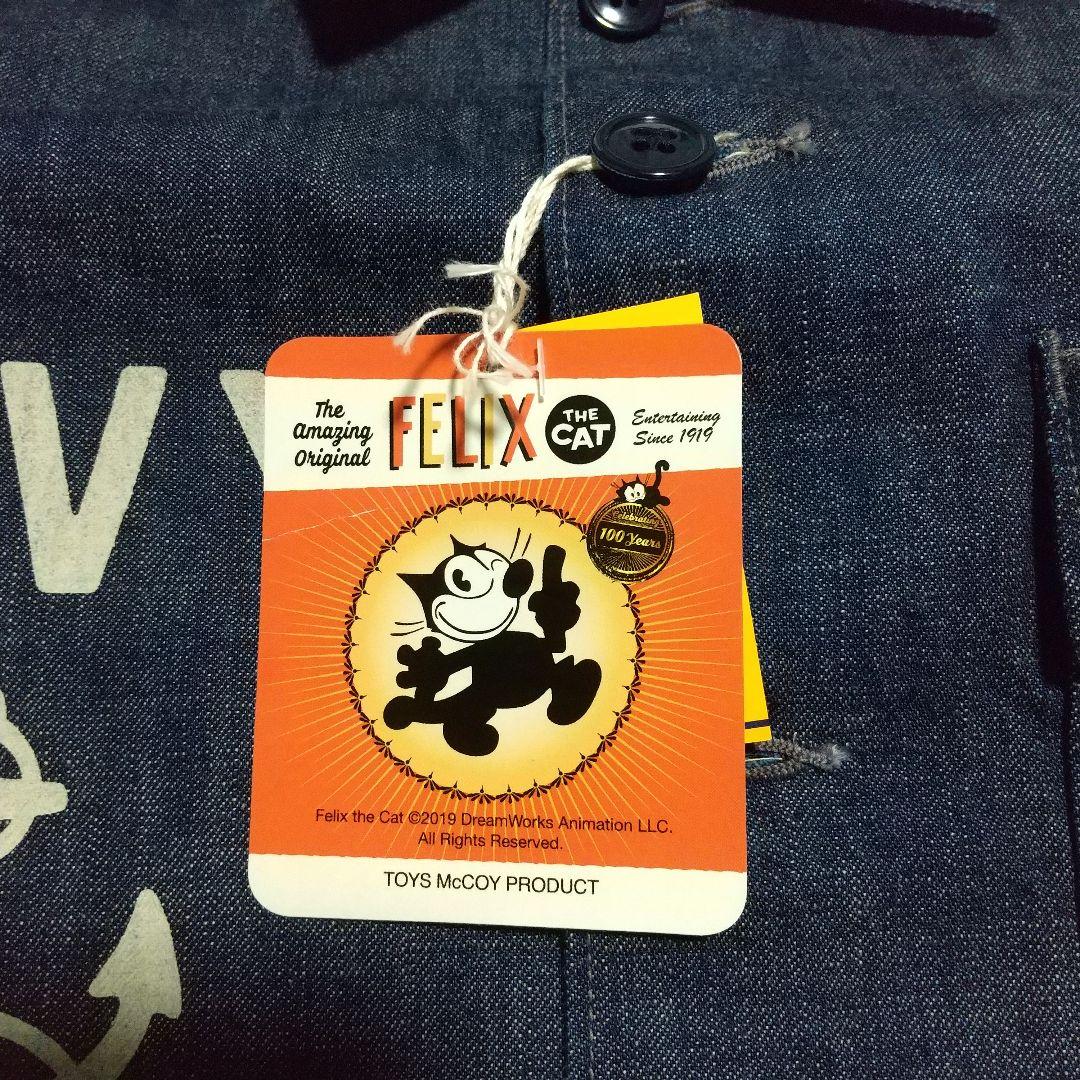 The
Amazing
Original
FELIX
THE
CAT
Entertaining
Since 1919
Celebrating
100 Years
Felix the Cat ©2019 DreamWorks Animation LLC.
All Rights Reserved.
TOYS McCOY PRODUCT
VY